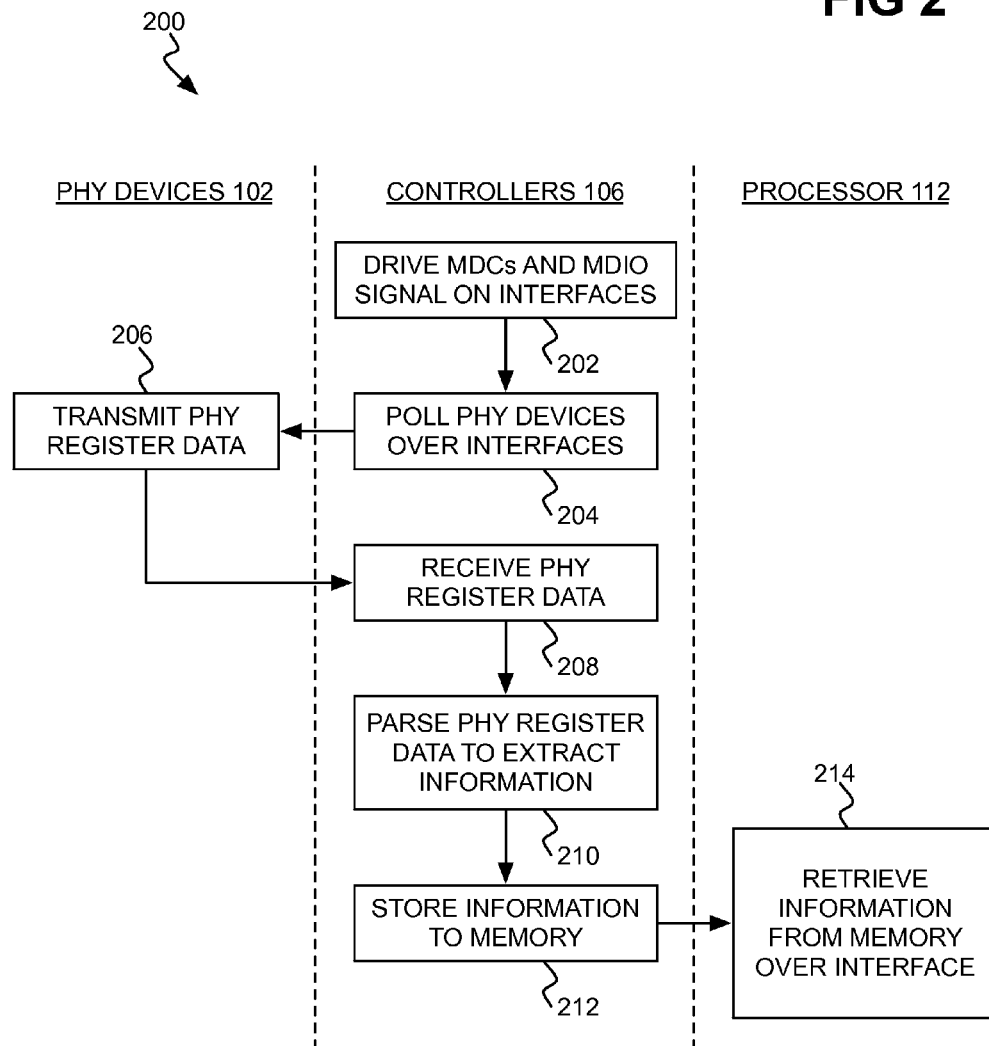 FIG 2
200
PHY DEVICES 102
CONTROLLERS 106
PROCESSOR 112
DRIVE MDCs AND MDIO
SIGNAL ON INTERFACES
202
206
TRANSMIT PHY
REGISTER DATA
POLL PHY DEVICES
OVER INTERFACES
204
RECEIVE PHY
REGISTER DATA
208
PARSE PHY REGISTER
DATA TO EXTRACT
INFORMATION
210
214
STORE INFORMATION
TO MEMORY
212
RETRIEVE
INFORMATION
FROM MEMORY
OVER INTERFACE